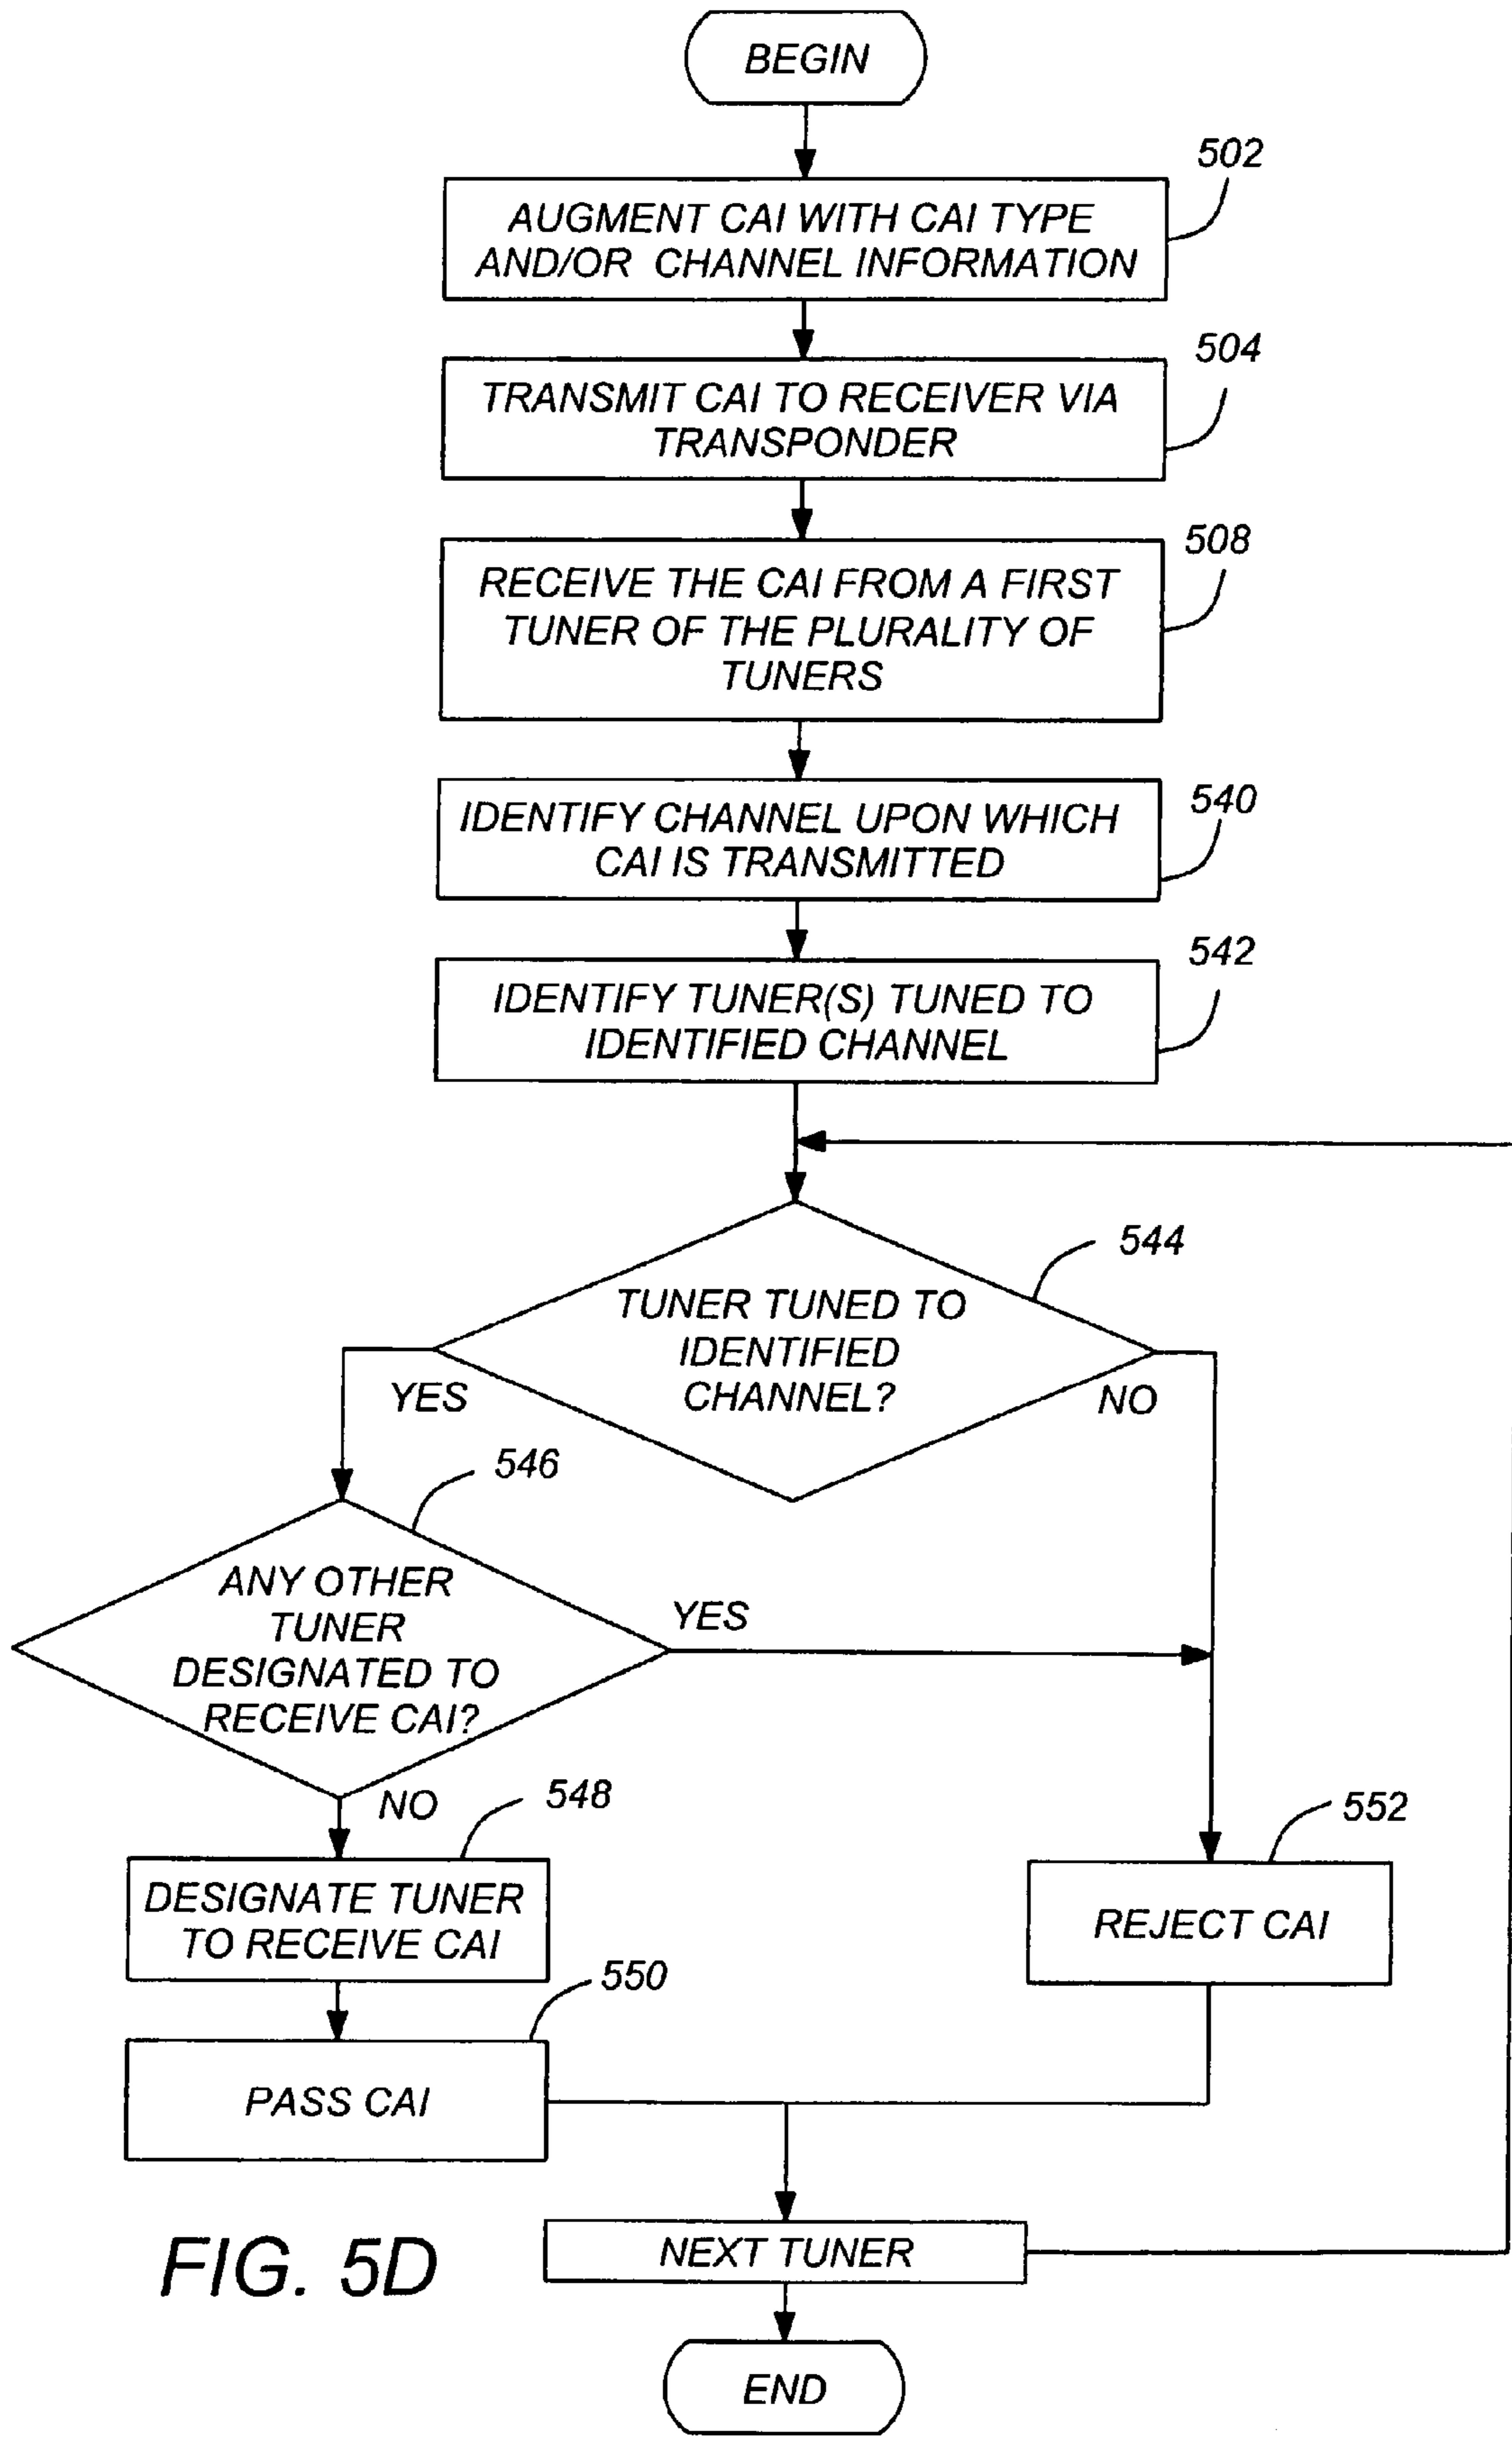 BEGIN
502
AUGMENT CAI WITH CAI TYPE
AND/OR CHANNEL INFORMATION
504
TRANSMIT CAI TO RECEIVER VIA
TRANSPONDER
508
RECEIVE THE CAI FROM A FIRST
TUNER OF THE PLURALITY OF
TUNERS
540
IDENTIFY CHANNEL UPON WHICH
CAI IS TRANSMITTED
542
IDENTIFY TUNER(S) TUNED TO
IDENTIFIED CHANNEL
544
TUNER TUNED TO
IDENTIFIED
CHANNEL?
YES
NO
546
ANY OTHER
TUNER
DESIGNATED TO
RECEIVE CAI?
YES
NO
548
DESIGNATE TUNER
TO RECEIVE CAI
552
REJECT CAI
550
PASS CAI
NEXT TUNER
FIG. 5D
END